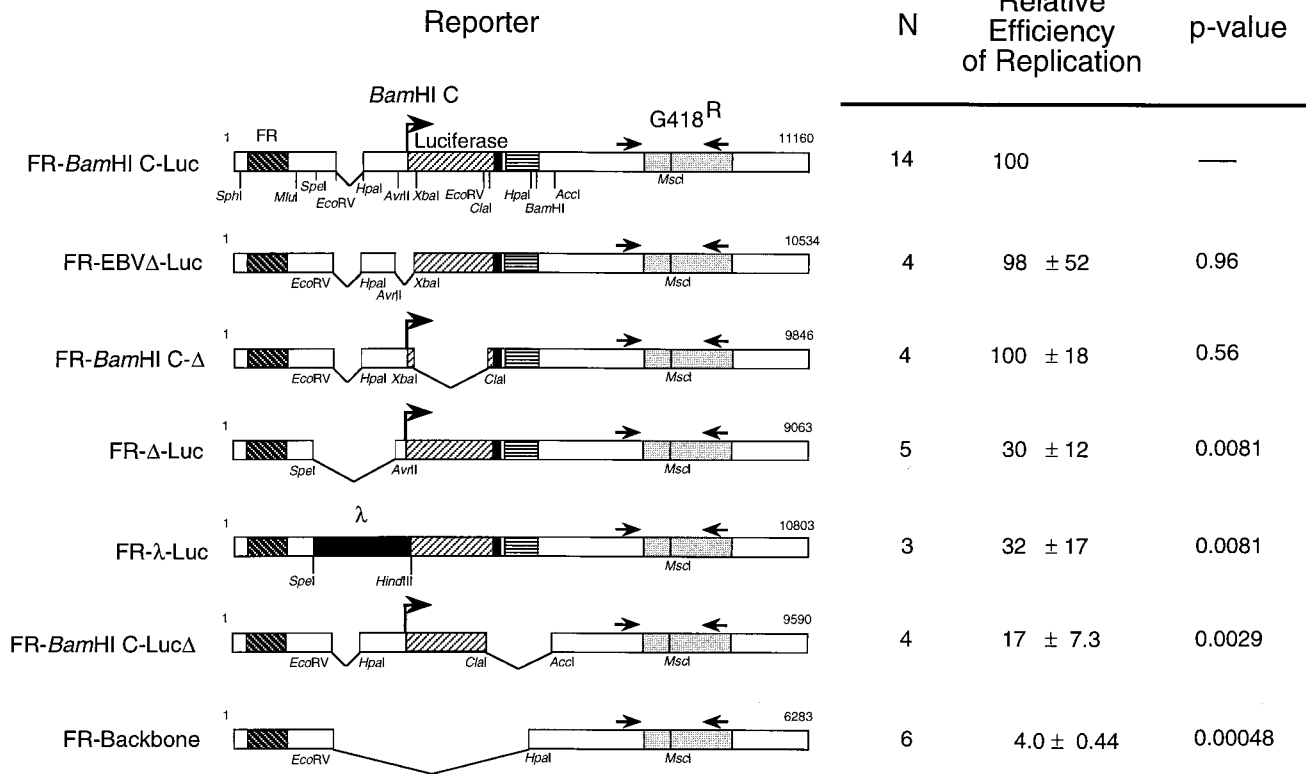 Reporter
N
Relative
Efficiency
of Replication
p-value
BamHI C
G418R
1
FR
Luciferase
11160
FR-BamHI C-Luc
SphI
MluI
SpeI
EcoRV
HpaI
AvrII
XbaI
EcoRV
ClaI
HpaI
BamHI
AccI
MscI
14
100
—
1
10534
FR-EBVΔ-Luc
EcoRV
HpaI
AvrII
XbaI
MscI
4
98 ± 52
0.96
1
9846
FR-BamHI C-Δ
EcoRV
HpaI
XbaI
ClaI
MscI
4
100 ± 18
0.56
1
9063
FR-Δ-Luc
SpeI
AvrII
MscI
5
30 ± 12
0.0081
λ
1
10803
FR-λ-Luc
SpeI
HindIII
MscI
3
32 ± 17
0.0081
1
9590
FR-BamHI C-LucΔ
EcoRV
HpaI
ClaI
AccI
MscI
4
17 ± 7.3
0.0029
1
6283
FR-Backbone
EcoRV
HpaI
MscI
6
4.0 ± 0.44
0.00048